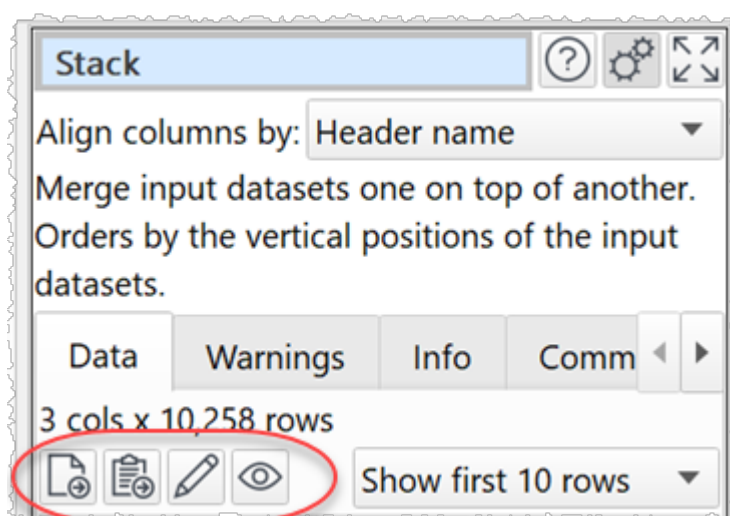 Stack
Align columns by: Header name
Merge input datasets one on top of another.
Orders by the vertical positions of the input
datasets.
Data Warnings Info Comm
3 cols x 10,258 rows
Show first 10 rows